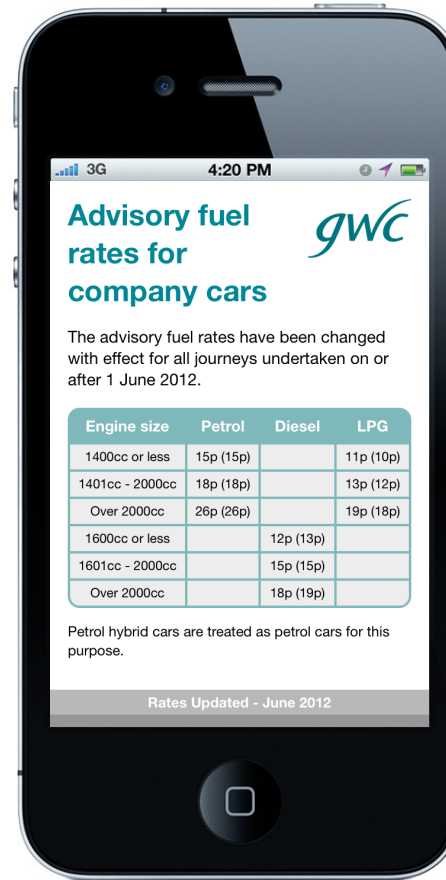 3G 4:20 PM
Advisory fuel
rates for
company cars
gwc
The advisory fuel rates have been changed
with effect for all journeys undertaken on or
after 1 June 2012.
Engine size Petrol Diesel LPG
1400cc or less 15p (15p) 11p (10p)
1401cc - 2000cc 18p (18p) 13p (12p)
Over 2000cc 26p (26p) 19p (18p)
1600cc or less 12p (13p)
1601cc - 2000cc 15p (15p)
Over 2000cc 18p (19p)
Petrol hybrid cars are treated as petrol cars for this
purpose.
Rates Updated - June 2012